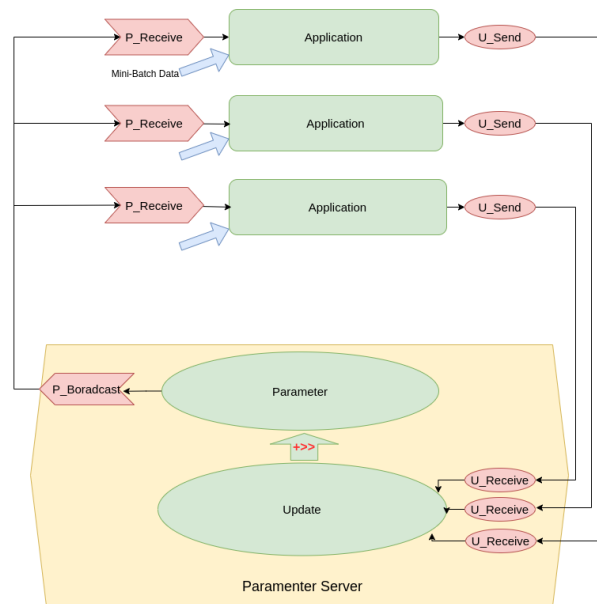 P_Receive
Application
U_Send
Mini-Batch Data
P_Receive
Application
U_Send
P_Receive
Application
U_Send
P_Boradcast
Parameter
+>>
Update
U_Receive
U_Receive
U_Receive
Paramenter Server